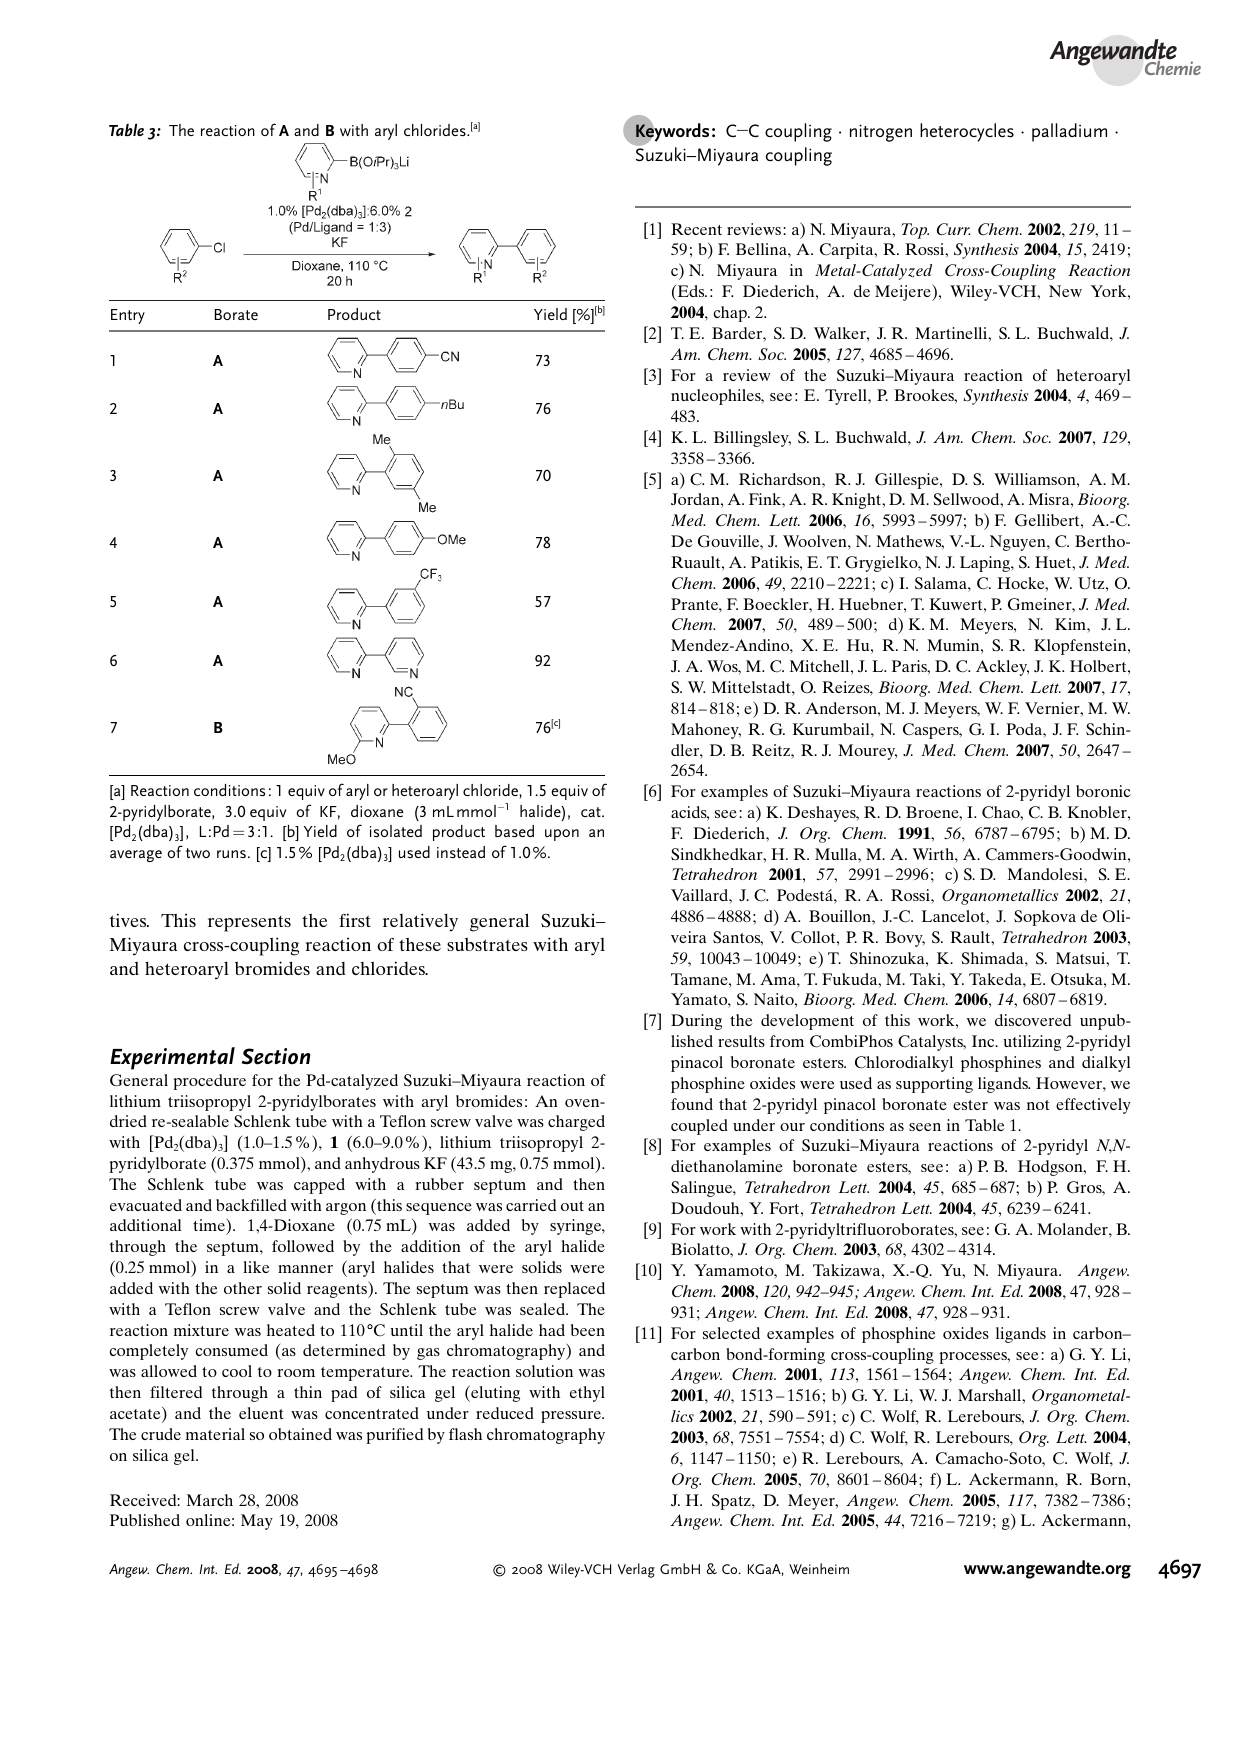 Angewandte
Chemie
Table 3: The reaction of A and B with aryl chlorides.[a]
B(OiPr)3Li
N
R1
1.0% [Pd2(dba)3]:6.0% 2
(Pd/Ligand = 1:3)
KF
Cl
R2
Dioxane, 110 °C
20 h
N
R1
R2
Entry Borate Product Yield [%][b]
1 A N CN 73
2 A N nBu 76
Me
3 A N 70
Me
4 A N OMe 78
CF3
5 A N 57
6 A N N 92
NC
7 B N 76[c]
MeO
[a] Reaction conditions: 1 equiv of aryl or heteroaryl chloride, 1.5 equiv of
2-pyridylborate, 3.0 equiv of KF, dioxane (3 mL mmol−1 halide), cat.
[Pd2(dba)3], L:Pd=3:1. [b] Yield of isolated product based upon an
average of two runs. [c] 1.5% [Pd2(dba)3] used instead of 1.0%.
tives. This represents the first relatively general Suzuki–
Miyaura cross-coupling reaction of these substrates with aryl
and heteroaryl bromides and chlorides.
Experimental Section
General procedure for the Pd-catalyzed Suzuki–Miyaura reaction of
lithium triisopropyl 2-pyridylborates with aryl bromides: An oven-
dried re-sealable Schlenk tube with a Teflon screw valve was charged
with [Pd2(dba)3] (1.0–1.5%), 1 (6.0–9.0%), lithium triisopropyl 2-
pyridylborate (0.375 mmol), and anhydrous KF (43.5 mg, 0.75 mmol).
The Schlenk tube was capped with a rubber septum and then
evacuated and backfilled with argon (this sequence was carried out an
additional time). 1,4-Dioxane (0.75 mL) was added by syringe,
through the septum, followed by the addition of the aryl halide
(0.25 mmol) in a like manner (aryl halides that were solids were
added with the other solid reagents). The septum was then replaced
with a Teflon screw valve and the Schlenk tube was sealed. The
reaction mixture was heated to 110°C until the aryl halide had been
completely consumed (as determined by gas chromatography) and
was allowed to cool to room temperature. The reaction solution was
then filtered through a thin pad of silica gel (eluting with ethyl
acetate) and the eluent was concentrated under reduced pressure.
The crude material so obtained was purified by flash chromatography
on silica gel.
Received: March 28, 2008
Published online: May 19, 2008
Keywords: C–C coupling · nitrogen heterocycles · palladium ·
Suzuki–Miyaura coupling
[1] Recent reviews: a) N. Miyaura, Top. Curr. Chem. 2002, 219, 11–
59; b) F. Bellina, A. Carpita, R. Rossi, Synthesis 2004, 15, 2419;
c) N. Miyaura in Metal-Catalyzed Cross-Coupling Reaction
(Eds.: F. Diederich, A. de Meijere), Wiley-VCH, New York,
2004, chap. 2.
[2] T. E. Barder, S. D. Walker, J. R. Martinelli, S. L. Buchwald, J.
Am. Chem. Soc. 2005, 127, 4685–4696.
[3] For a review of the Suzuki–Miyaura reaction of heteroaryl
nucleophiles, see: E. Tyrell, P. Brookes, Synthesis 2004, 4, 469–
483.
[4] K. L. Billingsley, S. L. Buchwald, J. Am. Chem. Soc. 2007, 129,
3358–3366.
[5] a) C. M. Richardson, R. J. Gillespie, D. S. Williamson, A. M.
Jordan, A. Fink, A. R. Knight, D. M. Sellwood, A. Misra, Bioorg.
Med. Chem. Lett. 2006, 16, 5993–5997; b) F. Gellibert, A.-C.
De Gouville, J. Woolven, N. Mathews, V.-L. Nguyen, C. Bertho-
Ruault, A. Patikis, E. T. Grygielko, N. J. Laping, S. Huet, J. Med.
Chem. 2006, 49, 2210–2221; c) I. Salama, C. Hocke, W. Utz, O.
Prante, F. Boeckler, H. Huebner, T. Kuwert, P. Gmeiner, J. Med.
Chem. 2007, 50, 489–500; d) K. M. Meyers, N. Kim, J. L.
Mendez-Andino, X. E. Hu, R. N. Mumin, S. R. Klopfenstein,
J. A. Wos, M. C. Mitchell, J. L. Paris, D. C. Ackley, J. K. Holbert,
S. W. Mittelstadt, O. Reizes, Bioorg. Med. Chem. Lett. 2007, 17,
814–818; e) D. R. Anderson, M. J. Meyers, W. F. Vernier, M. W.
Mahoney, R. G. Kurumbail, N. Caspers, G. I. Poda, J. F. Schin-
dler, D. B. Reitz, R. J. Mourey, J. Med. Chem. 2007, 50, 2647–
2654.
[6] For examples of Suzuki–Miyaura reactions of 2-pyridyl boronic
acids, see: a) K. Deshayes, R. D. Broene, I. Chao, C. B. Knobler,
F. Diederich, J. Org. Chem. 1991, 56, 6787–6795; b) M. D.
Sindkhedkar, H. R. Mulla, M. A. Wirth, A. Cammers-Goodwin,
Tetrahedron 2001, 57, 2991–2996; c) S. D. Mandolesi, S. E.
Vaillard, J. C. Podestá, R. A. Rossi, Organometallics 2002, 21,
4886–4888; d) A. Bouillon, J.-C. Lancelot, J. Sopkova de Oli-
veira Santos, V. Collot, P. R. Bovy, S. Rault, Tetrahedron 2003,
59, 10043–10049; e) T. Shinozuka, K. Shimada, S. Matsui, T.
Tamane, M. Ama, T. Fukuda, M. Taki, Y. Takeda, E. Otsuka, M.
Yamato, S. Naito, Bioorg. Med. Chem. 2006, 14, 6807–6819.
[7] During the development of this work, we discovered unpub-
lished results from CombiPhos Catalysts, Inc. utilizing 2-pyridyl
pinacol boronate esters. Chlorodialkyl phosphines and dialkyl
phosphine oxides were used as supporting ligands. However, we
found that 2-pyridyl pinacol boronate ester was not effectively
coupled under our conditions as seen in Table 1.
[8] For examples of Suzuki–Miyaura reactions of 2-pyridyl N,N-
diethanolamine boronate esters, see: a) P. B. Hodgson, F. H.
Salingue, Tetrahedron Lett. 2004, 45, 685–687; b) P. Gros, A.
Doudouh, Y. Fort, Tetrahedron Lett. 2004, 45, 6239–6241.
[9] For work with 2-pyridyltrifluoroborates, see: G. A. Molander, B.
Biolatto, J. Org. Chem. 2003, 68, 4302–4314.
[10] Y. Yamamoto, M. Takizawa, X.-Q. Yu, N. Miyaura. Angew.
Chem. 2008, 120, 942–945; Angew. Chem. Int. Ed. 2008, 47, 928–
931; Angew. Chem. Int. Ed. 2008, 47, 928–931.
[11] For selected examples of phosphine oxides ligands in carbon–
carbon bond-forming cross-coupling processes, see: a) G. Y. Li,
Angew. Chem. 2001, 113, 1561–1564; Angew. Chem. Int. Ed.
2001, 40, 1513–1516; b) G. Y. Li, W. J. Marshall, Organometal-
lics 2002, 21, 590–591; c) C. Wolf, R. Lerebours, J. Org. Chem.
2003, 68, 7551–7554; d) C. Wolf, R. Lerebours, Org. Lett. 2004,
6, 1147–1150; e) R. Lerebours, A. Camacho-Soto, C. Wolf, J.
Org. Chem. 2005, 70, 8601–8604; f) L. Ackermann, R. Born,
J. H. Spatz, D. Meyer, Angew. Chem. 2005, 117, 7382–7386;
Angew. Chem. Int. Ed. 2005, 44, 7216–7219; g) L. Ackermann,
Angew. Chem. Int. Ed. 2008, 47, 4695–4698 © 2008 Wiley-VCH Verlag GmbH & Co. KGaA, Weinheim www.angewandte.org 4697